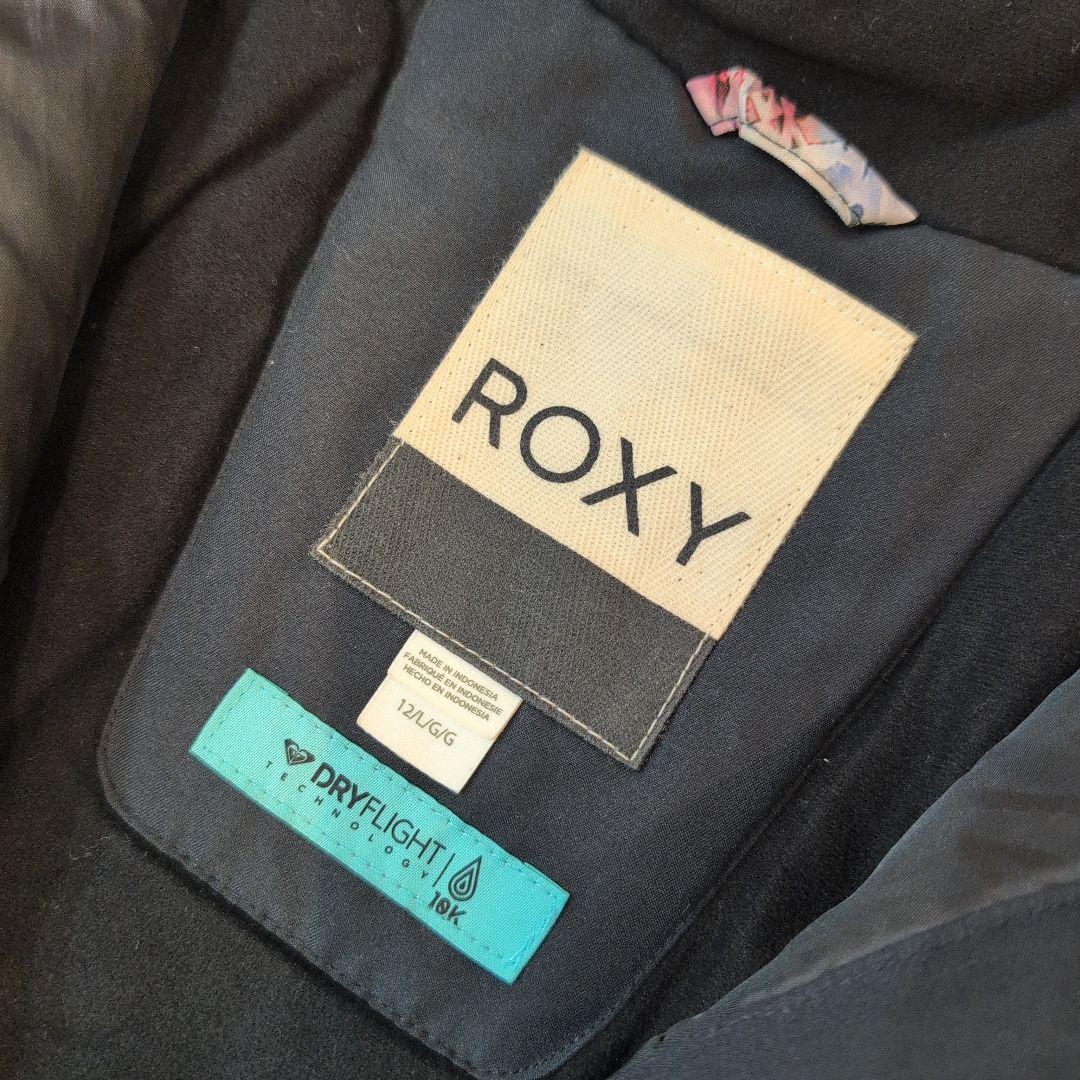 ROXY
MADE IN INDONESIA
FABRIQUÉ EN INDONESIE
HECHO EN INDONESIA
12/L/G/G
DRYFLIGHT
TECHNOLOGY
10K